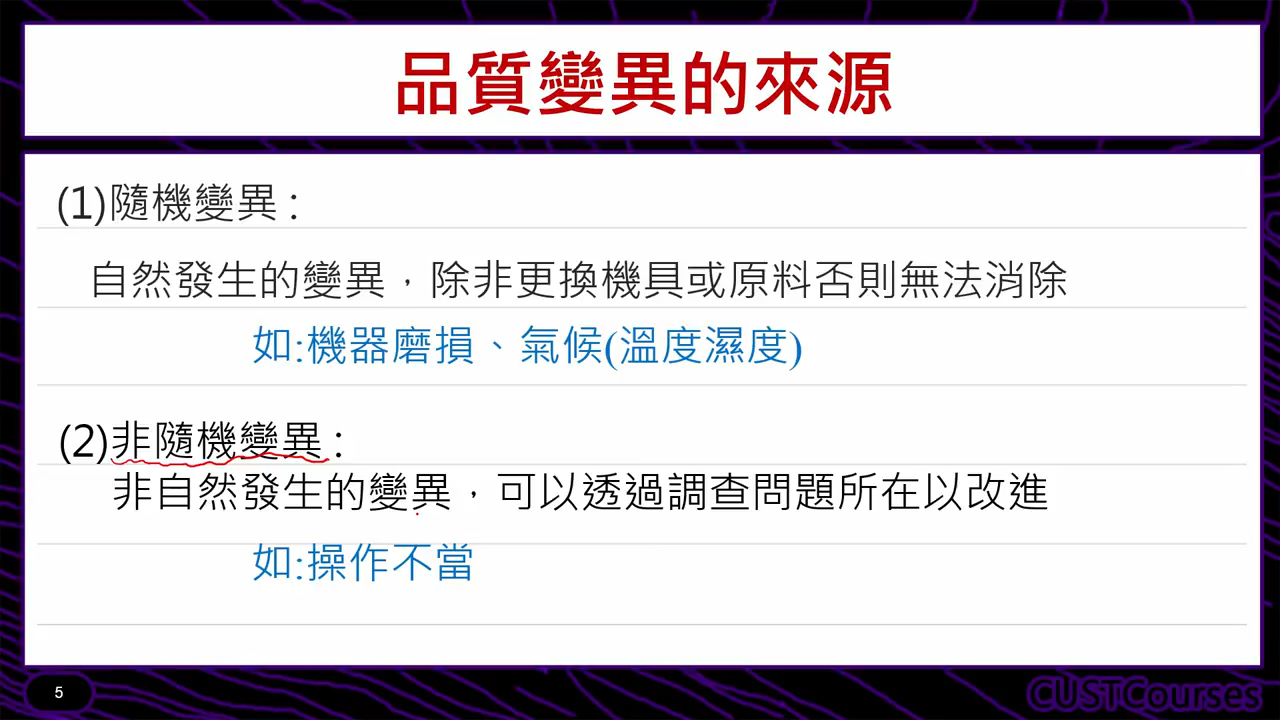 品質變異的來源
(1)隨機變異:
自然發生的變異，除非更換機具或原料否則無法消除
如:機器磨損、氣候(溫度濕度)
(2)非隨機變異:
非自然發生的變異，可以透過調查問題所在以改進
如:操作不當
5
CUSTCourses